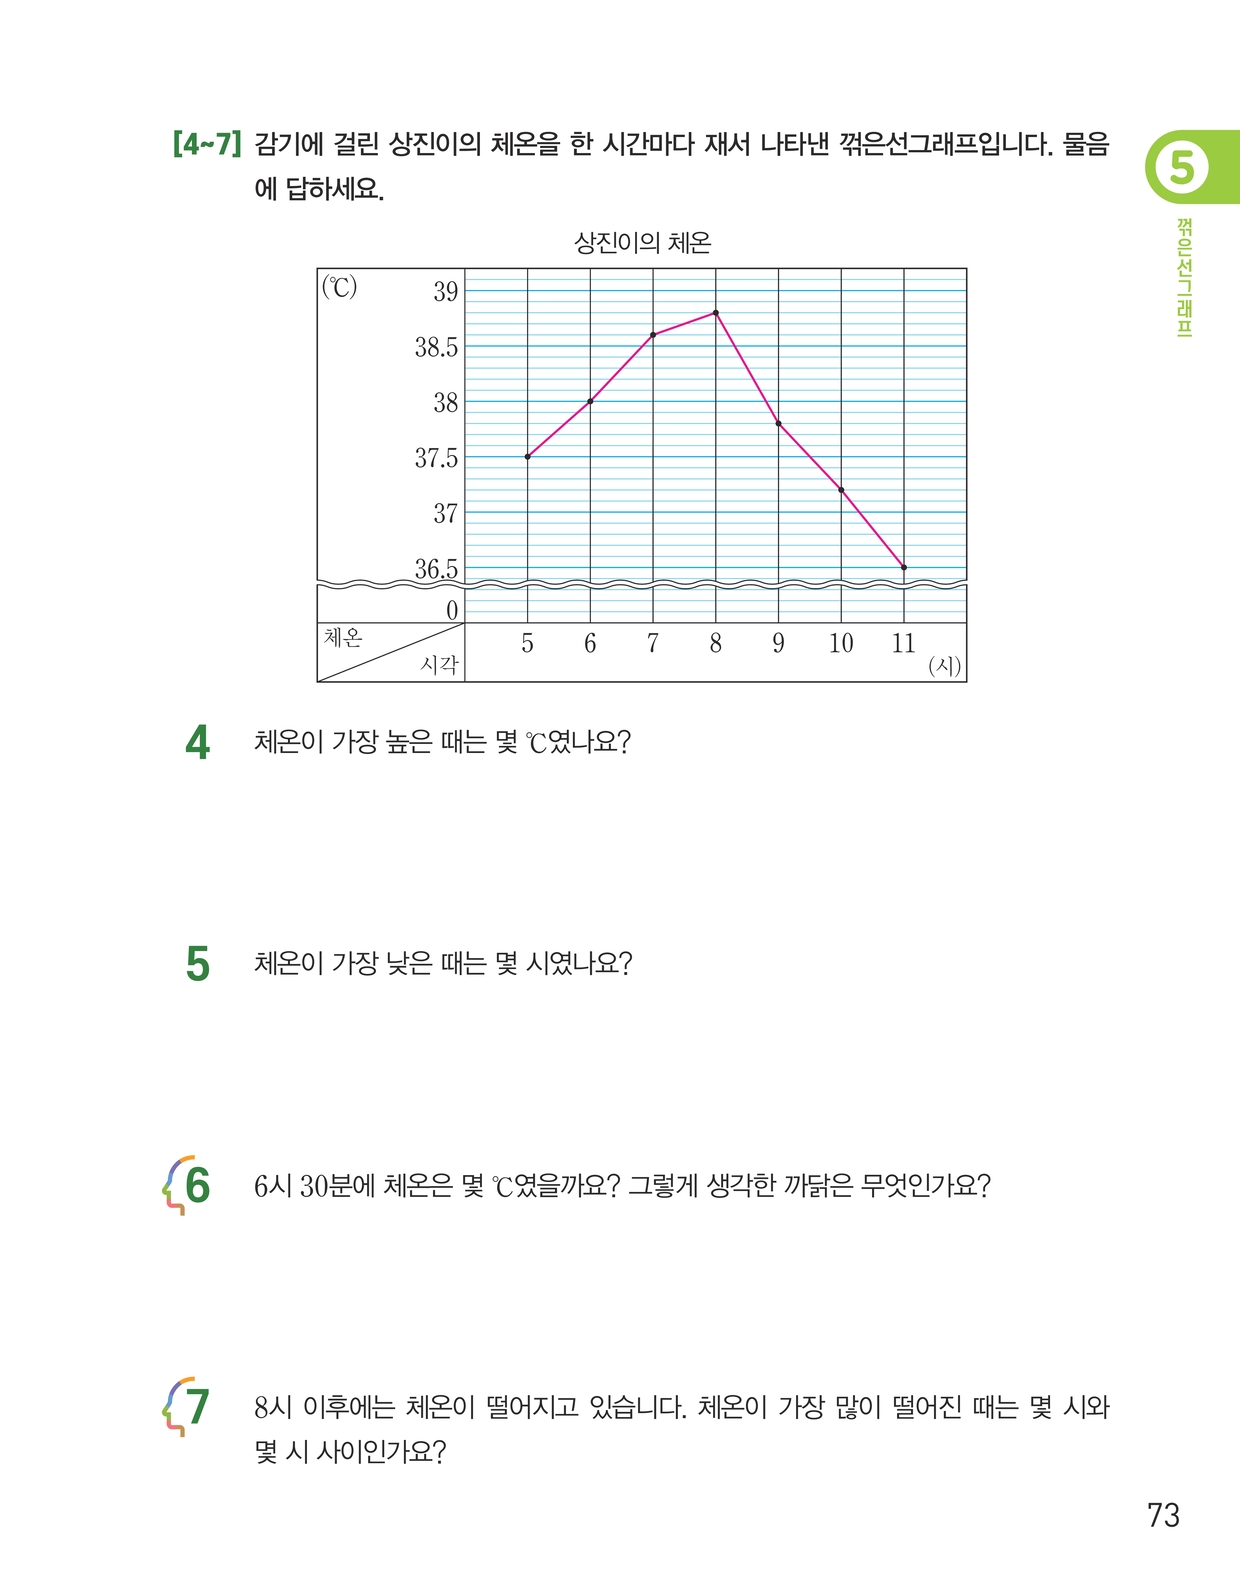 [4~7] 감기에 걸린 상진이의 체온을 한 시간마다 재서 나타낸 꺾은선그래프입니다. 물음
에 답하세요.
5
꺾은선그래프
상진이의 체온
(℃)
39
38.5
38
37.5
37
36.5
0
체온
시각
5 6 7 8 9 10 11
(시)
4 체온이 가장 높은 때는 몇 ℃였나요?
5 체온이 가장 낮은 때는 몇 시였나요?
6 6시 30분에 체온은 몇 ℃였을까요? 그렇게 생각한 까닭은 무엇인가요?
7 8시 이후에는 체온이 떨어지고 있습니다. 체온이 가장 많이 떨어진 때는 몇 시와
몇 시 사이인가요?
73